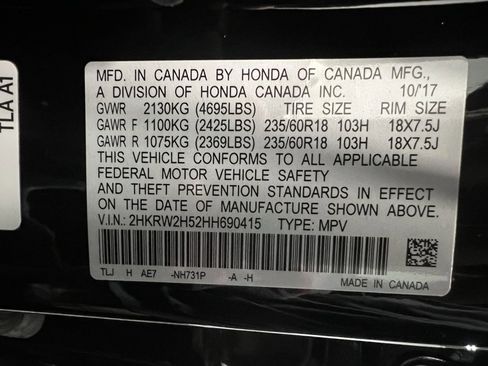 TLA A1
MFD. IN CANADA BY HONDA OF CANADA MFG.,
A DIVISION OF HONDA CANADA INC. 10/17
GVWR 2130KG (4695LBS) TIRE SIZE RIM SIZE
GAWR F 1100KG (2425LBS) 235/60R18 103H 18X7.5J
GAWR R 1075KG (2369LBS) 235/60R18 103H 18X7.5J
THIS VEHICLE CONFORMS TO ALL APPLICABLE
FEDERAL MOTOR VEHICLE SAFETY
AND THEFT PREVENTION STANDARDS IN EFFECT
ON THE DATE OF MANUFACTURE SHOWN ABOVE.
V.I.N.: 2HKRW2H52HH690415 TYPE: MPV
TLJ H AE7 -NH731P -A -H
MADE IN CANADA